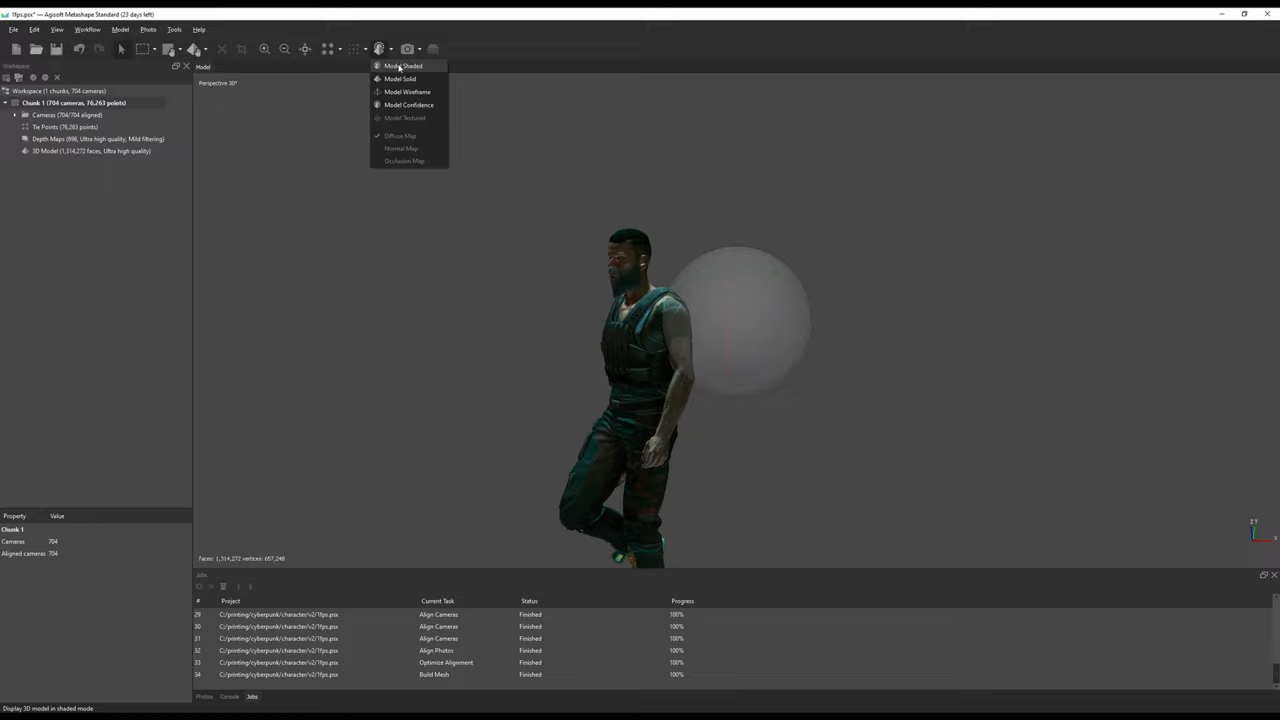 1fps.psx* — Agisoft Metashape Standard (23 days left)
File Edit View Workflow Model Photo Tools Help
Workspace
Model
Workspace (1 chunks, 704 cameras)
Chunk 1 (704 cameras, 76,263 points)
Cameras (704/704 aligned)
Tie Points (76,263 points)
Depth Maps (696, Ultra high quality, Mild filtering)
3D Model (1,314,272 faces, Ultra high quality)
Perspective 30°
Model Shaded
Model Solid
Model Wireframe
Model Confidence
Model Textured
Diffuse Map
Normal Map
Occlusion Map
Z Y
X
Property Value
Chunk 1
Cameras 704
Aligned cameras 704
Faces: 1,314,272 vertices: 657,248
Jobs
# Project Current Task Status Progress
29 C:/printing/cyberpunk/character/v2/1fps.psx Align Cameras Finished 100%
30 C:/printing/cyberpunk/character/v2/1fps.psx Align Cameras Finished 100%
31 C:/printing/cyberpunk/character/v2/1fps.psx Align Cameras Finished 100%
32 C:/printing/cyberpunk/character/v2/1fps.psx Align Photos Finished 100%
33 C:/printing/cyberpunk/character/v2/1fps.psx Optimize Alignment Finished 100%
34 C:/printing/cyberpunk/character/v2/1fps.psx Build Mesh Finished 100%
Photos Console Jobs
Display 3D model in shaded mode